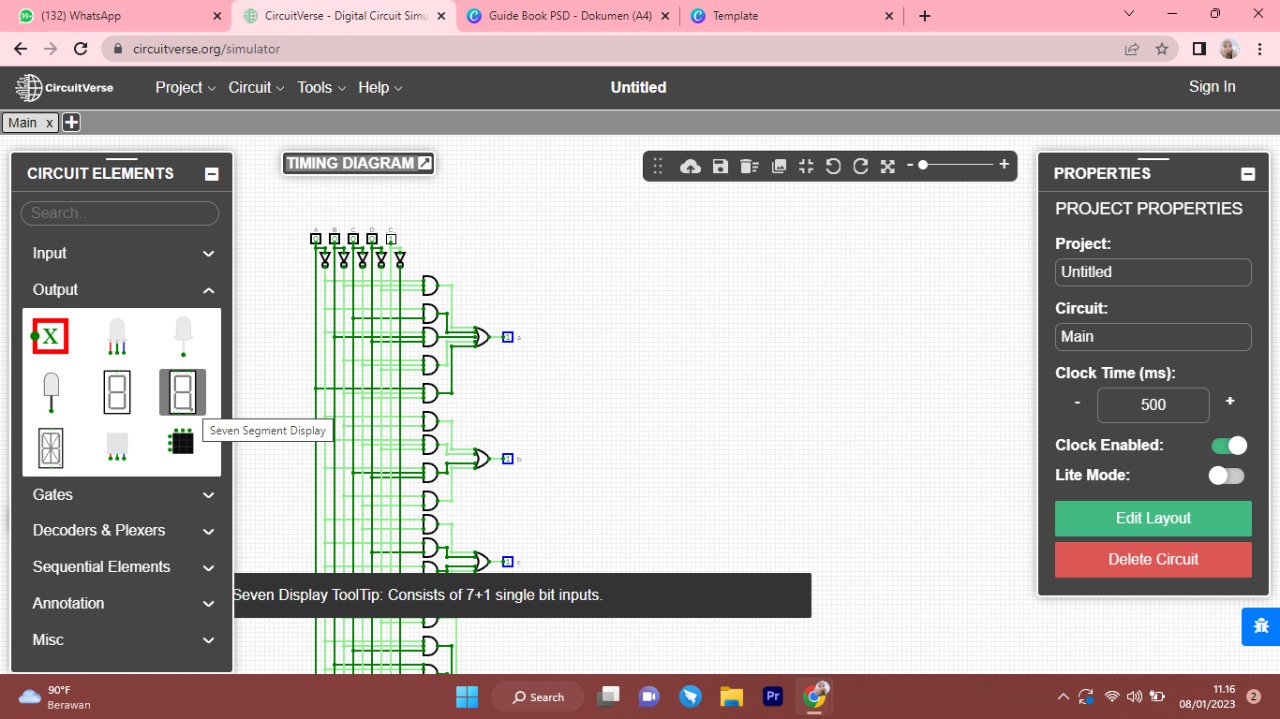 (132) WhatsApp
CircuitVerse - Digital Circuit Simu
Guide Book PSD - Dokumen (A4)
Template
circuitverse.org/simulator
CircuitVerse
Project
Circuit
Tools
Help
Untitled
Sign In
Main x
CIRCUIT ELEMENTS
Search..
Input
Output
X
Seven Segment Display
Gates
Decoders & Plexers
Sequential Elements
Annotation
Misc
TIMING DIAGRAM
A B C D C
a
b
c
Seven Display ToolTip: Consists of 7+1 single bit inputs.
PROPERTIES
PROJECT PROPERTIES
Project:
Untitled
Circuit:
Main
Clock Time (ms):
- 500 +
Clock Enabled:
Lite Mode:
Edit Layout
Delete Circuit
90°F
Berawan
Search
Pr
11.16
08/01/2023
2